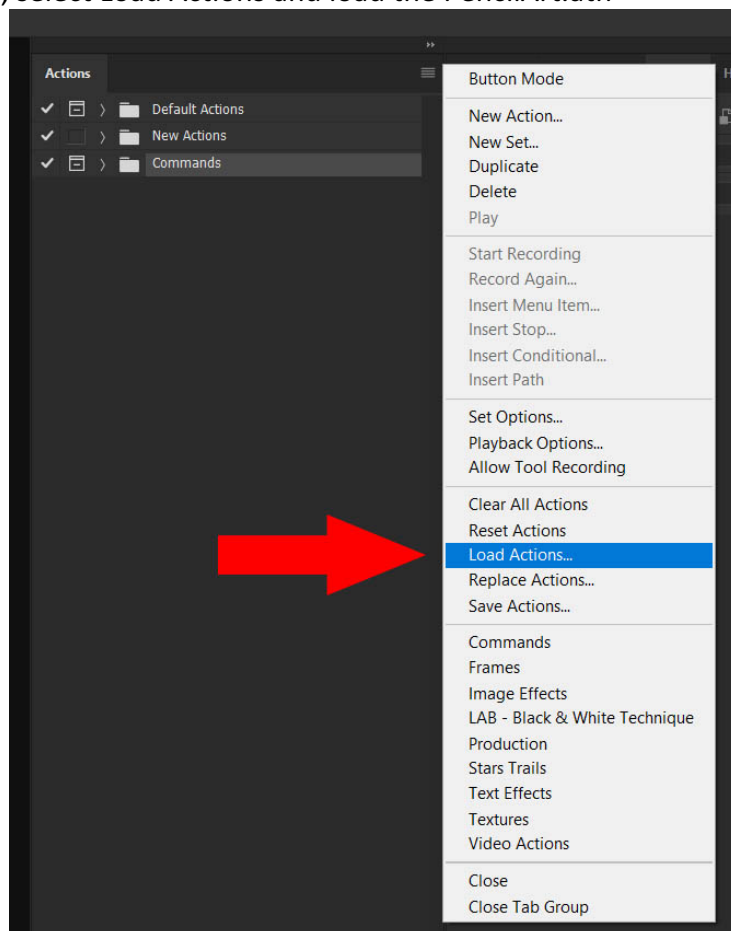 Actions
Default Actions
New Actions
Commands
Button Mode
New Action...
New Set...
Duplicate
Delete
Play
Start Recording
Record Again...
Insert Menu Item...
Insert Stop...
Insert Conditional...
Insert Path
Set Options...
Playback Options...
Allow Tool Recording
Clear All Actions
Reset Actions
Load Actions...
Replace Actions...
Save Actions...
Commands
Frames
Image Effects
LAB - Black & White Technique
Production
Stars Trails
Text Effects
Textures
Video Actions
Close
Close Tab Group